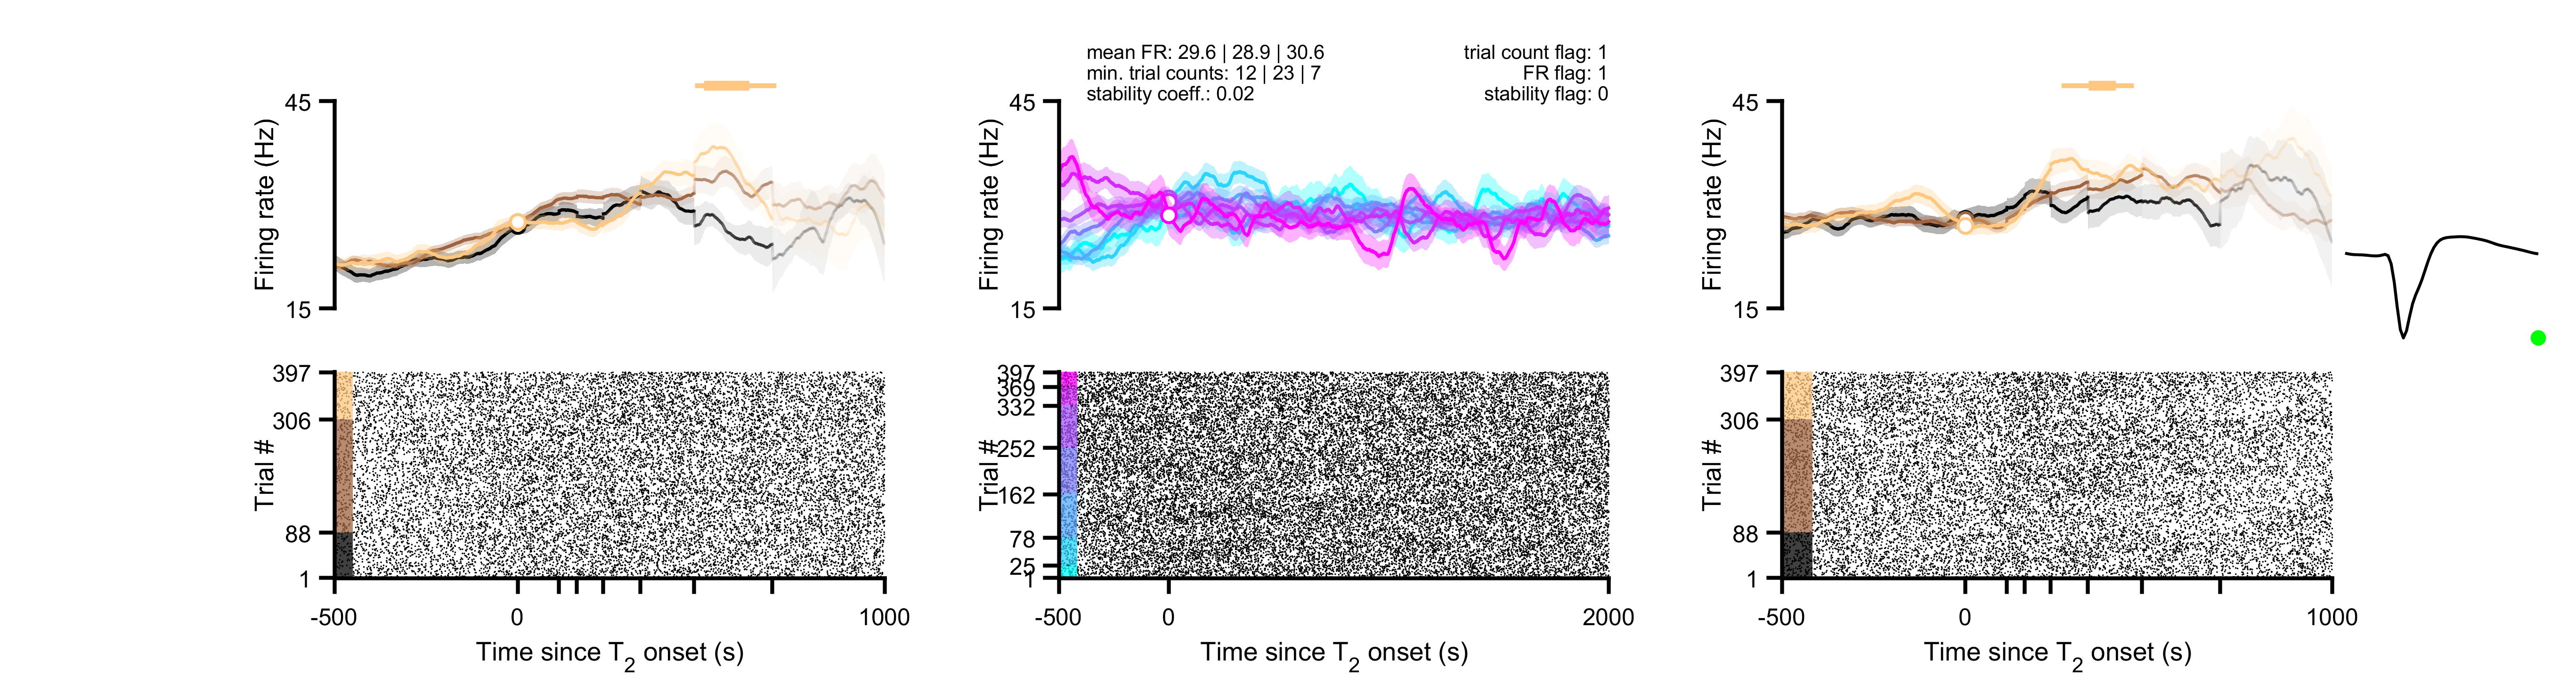 mean FR: 29.6 | 28.9 | 30.6
min. trial counts: 12 | 23 | 7
stability coeff.: 0.02
trial count flag: 1
FR flag: 1
stability flag: 0
45
Firing rate (Hz)
15
397
306
Trial #
88
1
-500
0
1000
Time since T2 onset (s)
45
Firing rate (Hz)
15
397
369
332
252
Trial #
162
78
25
1
-500
0
2000
Time since T2 onset (s)
45
Firing rate (Hz)
15
397
306
Trial #
88
1
-500
0
1000
Time since T2 onset (s)